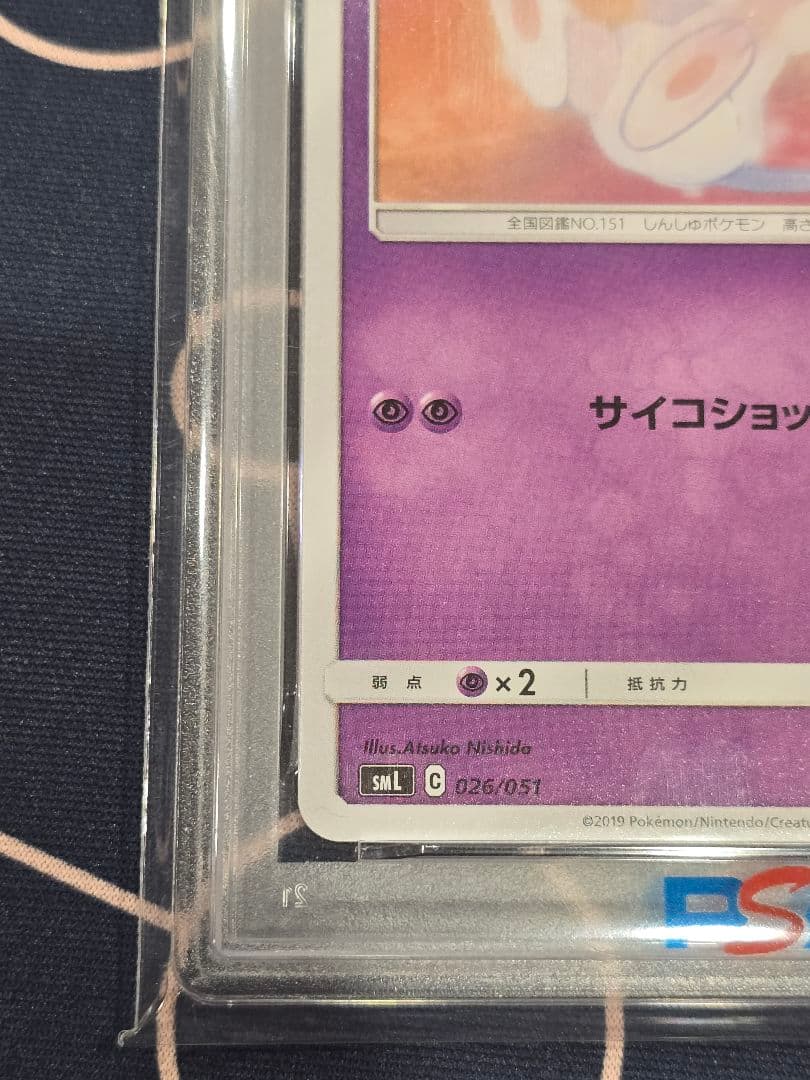 全国図鑑NO.151 しんしゅポケモン 高さ
サイコショッ
弱点 ×2 抵抗力
Illus.Atsuko Nishida
SML C 026/051
©2019 Pokémon/Nintendo/Creatu
21
PS